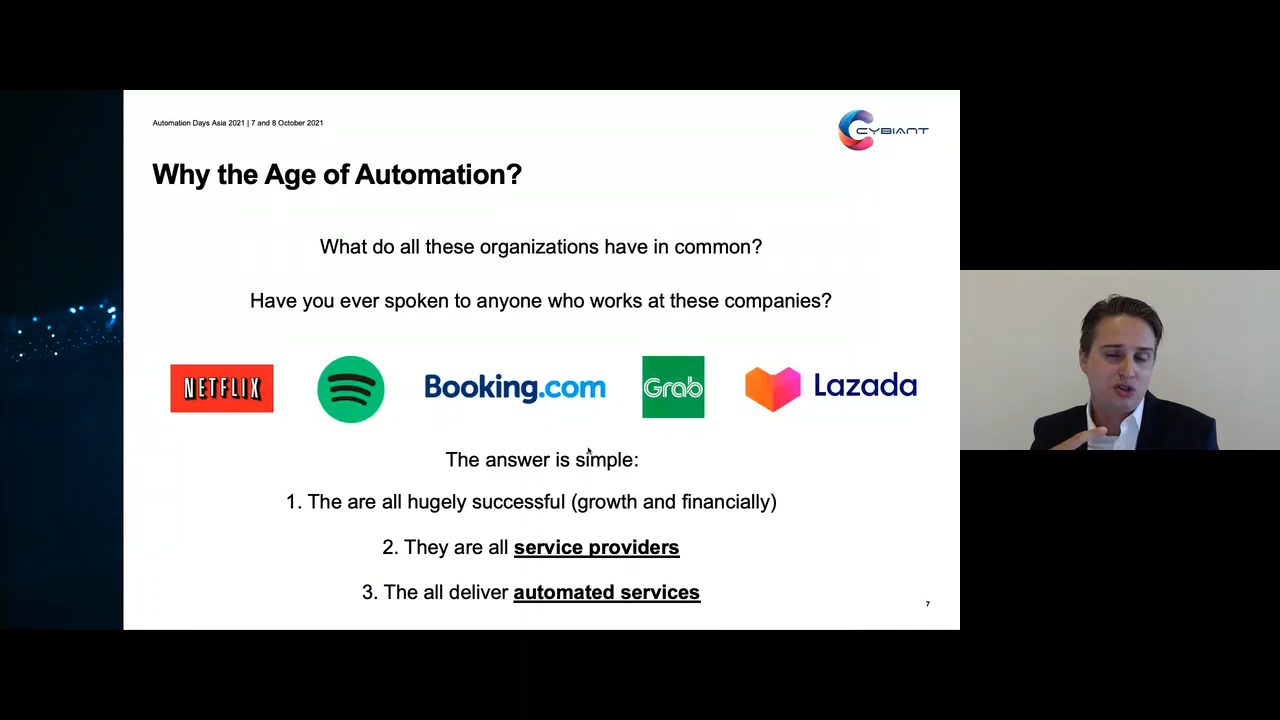 Automation Days Asia 2021 | 7 and 8 October 2021
CYBIANT
Why the Age of Automation?
What do all these organizations have in common?
Have you ever spoken to anyone who works at these companies?
NETFLIX
Booking.com
Grab
Lazada
The answer is simple:
1. The are all hugely successful (growth and financially)
2. They are all service providers
3. The all deliver automated services
7